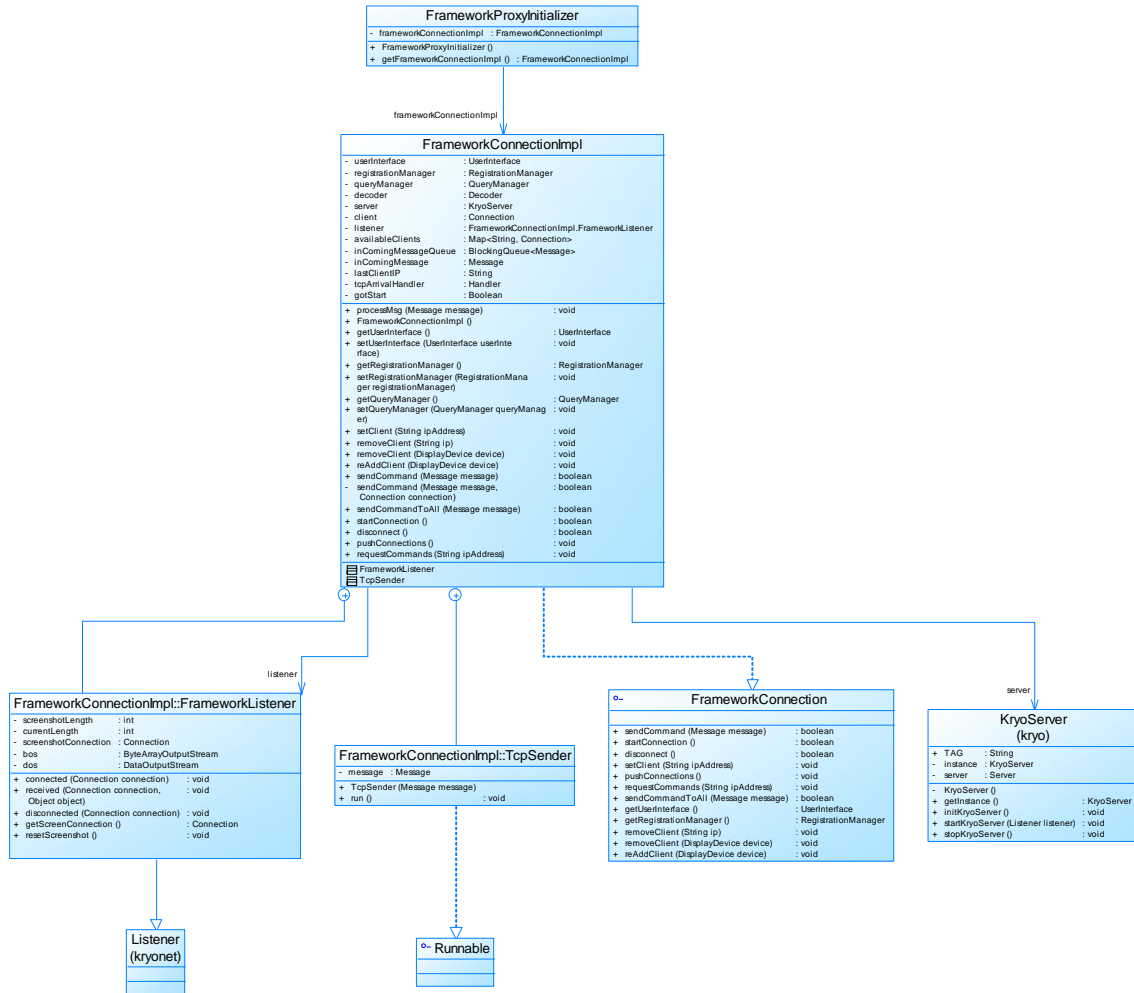 FrameworkProxyInitializer
- frameworkConnectionImpl : FrameworkConnectionImpl
+ FrameworkProxyInitializer ()
+ getFrameworkConnectionImpl () : FrameworkConnectionImpl
frameworkConnectionImpl
FrameworkConnectionImpl
- userInterface : UserInterface
- registrationManager : RegistrationManager
- queryManager : QueryManager
- decoder : Decoder
- server : KryoServer
- client : Connection
- listener : FrameworkConnectionImpl.FrameworkListener
- availableClients : Map<String, Connection>
- inComingMessageQueue : BlockingQueue<Message>
- inComingMessage : Message
- lastClientIP : String
- tcpArrivalHandler : Handler
- gotStart : Boolean
+ processMsg (Message message) : void
+ FrameworkConnectionImpl ()
+ getUserInterface () : UserInterface
+ setUserInterface (UserInterface userInte : void
rface)
+ getRegistrationManager () : RegistrationManager
+ setRegistrationManager (RegistrationMana : void
ger registrationManager)
+ getQueryManager () : QueryManager
+ setQueryManager (QueryManager queryManag : void
er)
+ setClient (String ipAddress) : void
+ removeClient (String ip) : void
+ removeClient (DisplayDevice device) : void
+ reAddClient (DisplayDevice device) : void
+ sendCommand (Message message) : boolean
- sendCommand (Message message, : boolean
Connection connection)
+ sendCommandToAll (Message message) : boolean
+ startConnection () : boolean
+ disconnect () : boolean
+ pushConnections () : void
+ requestCommands (String ipAddress) : void
FrameworkListener
TcpSender
listener
server
FrameworkConnectionImpl::FrameworkListener
- screenshotLength : int
- currentLength : int
- screenshotConnection : Connection
- bos : ByteArrayOutputStream
- dos : DataOutputStream
+ connected (Connection connection) : void
+ received (Connection connection, : void
Object object)
+ disconnected (Connection connection) : void
+ getScreenConnection () : Connection
+ resetScreenshot () : void
FrameworkConnectionImpl::TcpSender
- message : Message
+ TcpSender (Message message)
+ run () : void
FrameworkConnection
+ sendCommand (Message message) : boolean
+ startConnection () : boolean
+ disconnect () : boolean
+ setClient (String ipAddress) : void
+ pushConnections () : void
+ requestCommands (String ipAddress) : void
+ sendCommandToAll (Message message) : boolean
+ getUserInterface () : UserInterface
+ getRegistrationManager () : RegistrationManager
+ removeClient (String ip) : void
+ removeClient (DisplayDevice device) : void
+ reAddClient (DisplayDevice device) : void
KryoServer
(kryo)
+ TAG : String
- instance : KryoServer
- server : Server
- KryoServer ()
+ getInstance () : KryoServer
+ initKryoServer () : void
+ startKryoServer (Listener listener) : void
+ stopKryoServer () : void
Listener
(kryonet)
Runnable